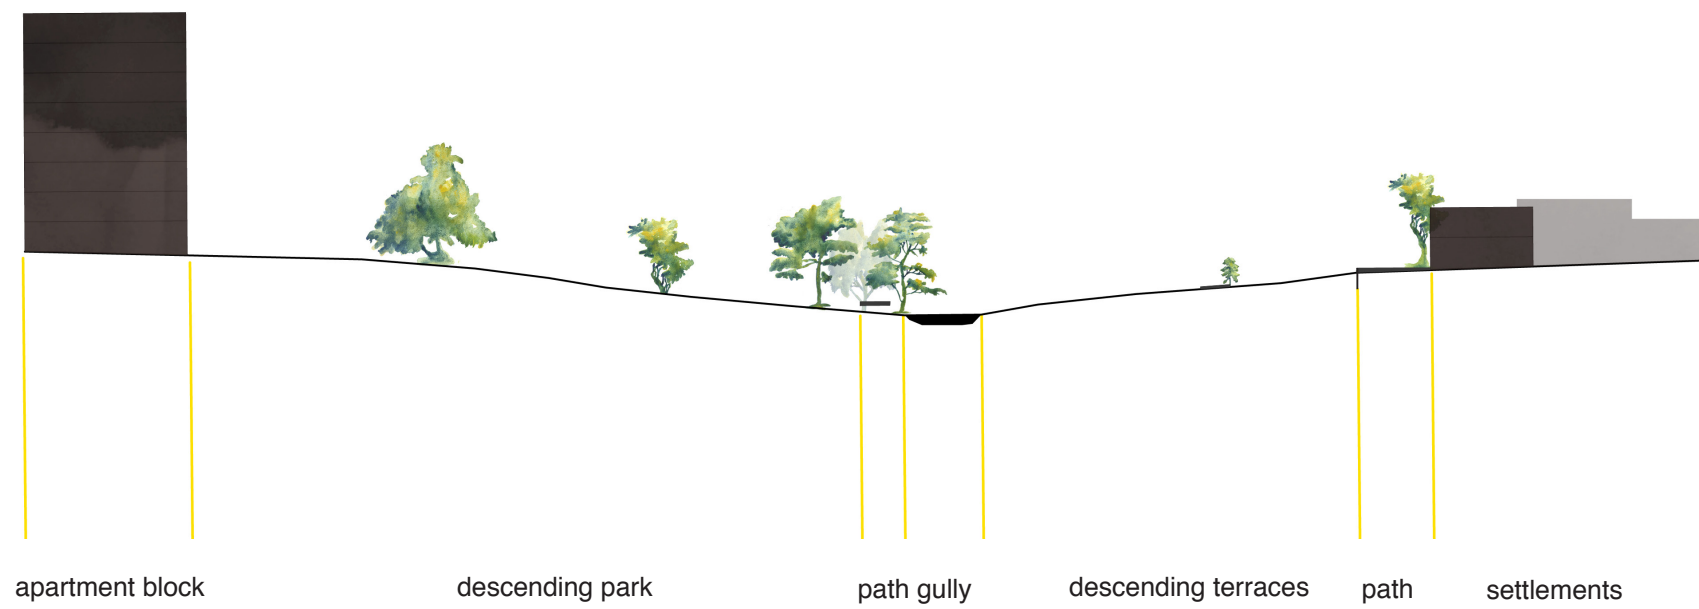 apartment block
descending park
path gully
descending terraces
path
settlements